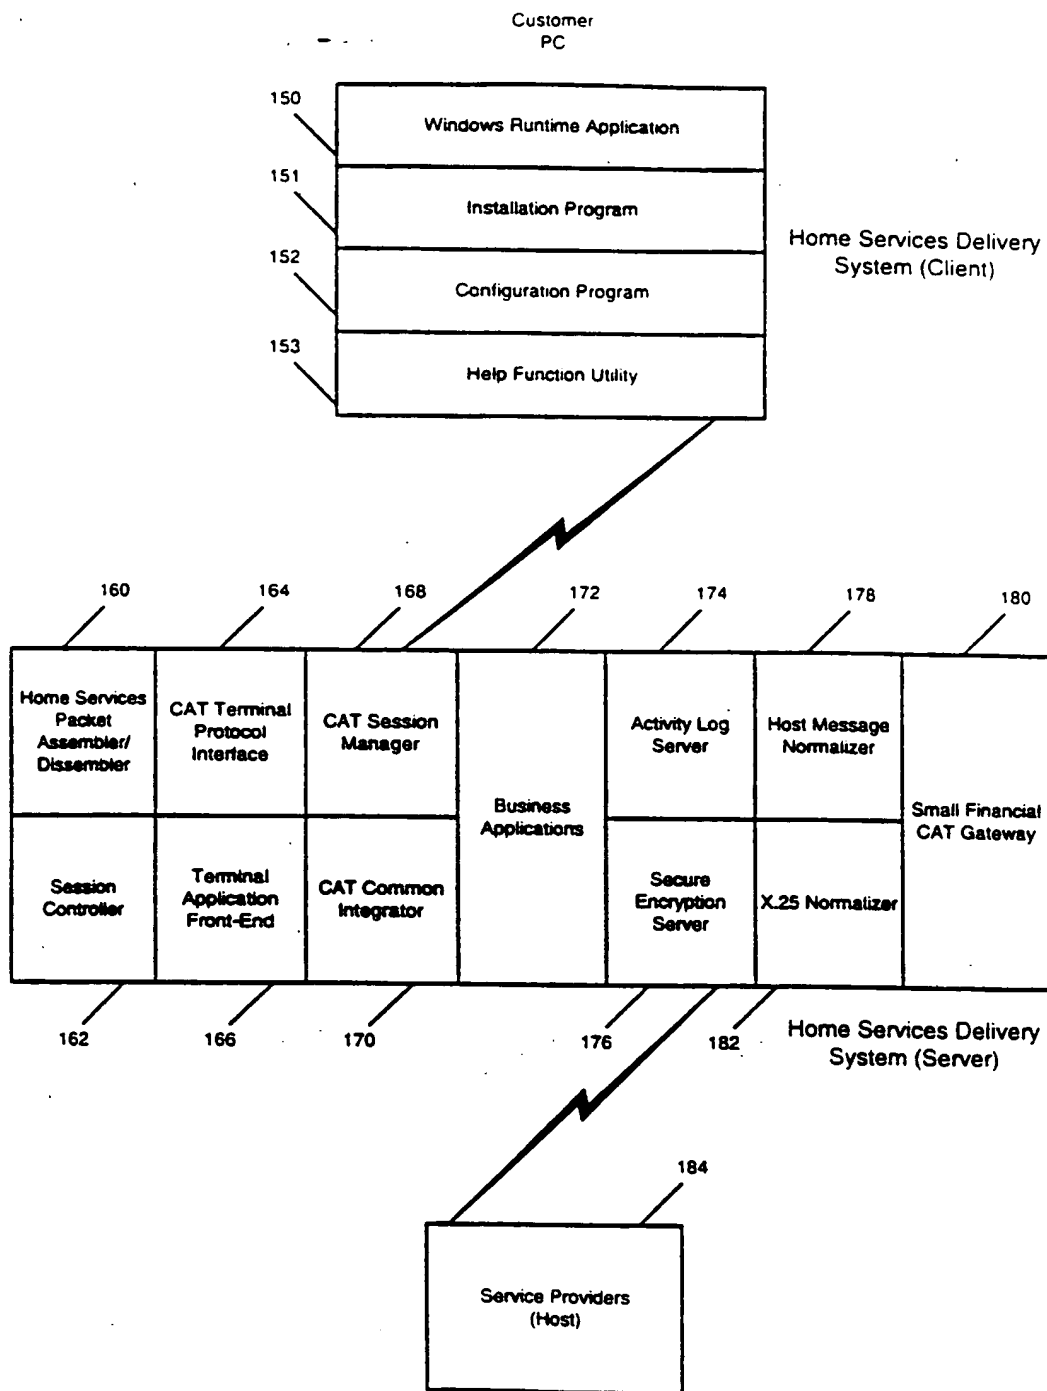 Customer
PC
150
Windows Runtime Application
151
Installation Program
Home Services Delivery
System (Client)
152
Configuration Program
153
Help Function Utility
160
164
168
172
174
178
180
Home Services
Packet
Assembler/
Dissembler
CAT Terminal
Protocol
Interface
CAT Session
Manager
Business
Applications
Activity Log
Server
Host Message
Normalizer
Small Financial
CAT Gateway
Session
Controller
Terminal
Application
Front-End
CAT Common
Integrator
Secure
Encryption
Server
X.25 Normalizer
162
166
170
176
182
Home Services Delivery
System (Server)
184
Service Providers
(Host)